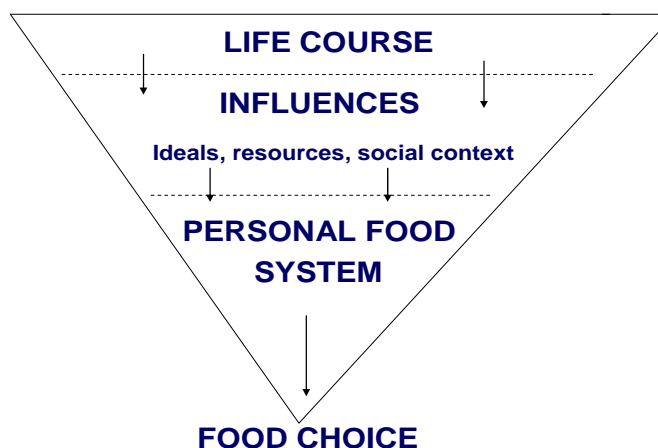 LIFE COURSE
INFLUENCES
Ideals, resources, social context
PERSONAL FOOD
SYSTEM
FOOD CHOICE